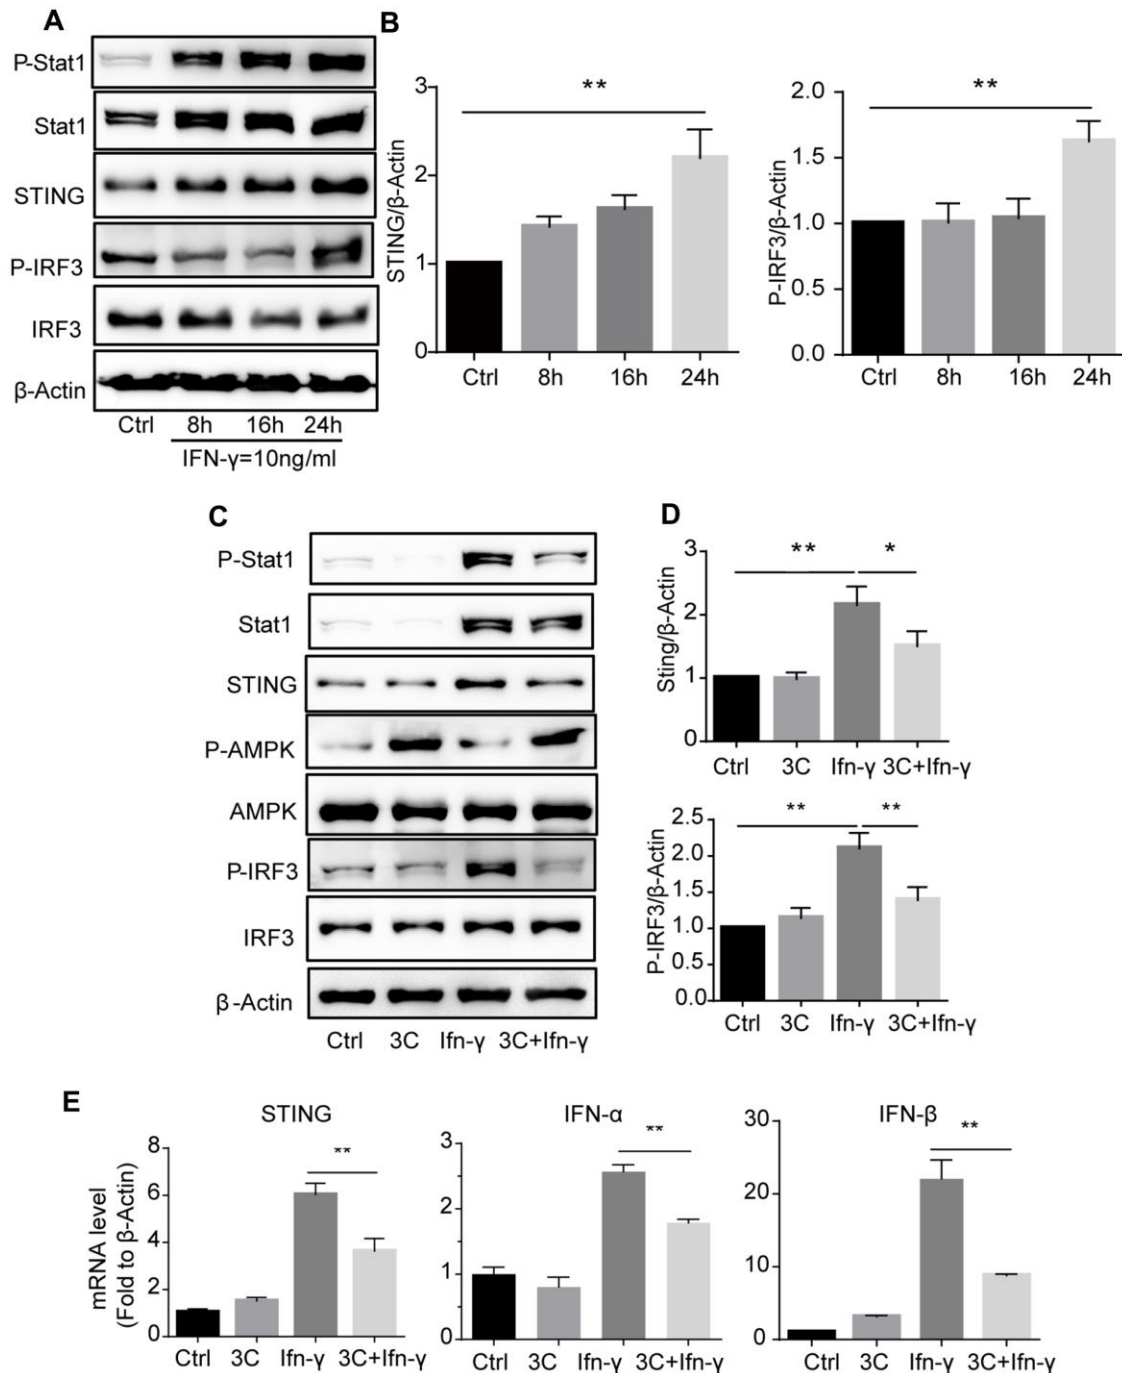 A
P-Stat1
Stat1
STING
P-IRF3
IRF3
β-Actin
Ctrl 8h 16h 24h
IFN-γ=10ng/ml
B
STING/β-Actin
3
2
1
0
**
Ctrl 8h 16h 24h
P-IRF3/β-Actin
2.0
1.5
1.0
0.5
0.0
**
Ctrl 8h 16h 24h
C
P-Stat1
Stat1
STING
P-AMPK
AMPK
P-IRF3
IRF3
β-Actin
Ctrl 3C Ifn-γ 3C+Ifn-γ
D
Sting/β-Actin
3
2
1
0
** *
Ctrl 3C Ifn-γ 3C+Ifn-γ
P-IRF3/β-Actin
2.5
2.0
1.5
1.0
0.5
0.0
** **
Ctrl 3C Ifn-γ 3C+Ifn-γ
E
mRNA level
(Fold to β-Actin)
STING
8
6
4
2
0
**
Ctrl 3C Ifn-γ 3C+Ifn-γ
IFN-α
3
2
1
0
**
Ctrl 3C Ifn-γ 3C+Ifn-γ
IFN-β
30
20
10
0
**
Ctrl 3C Ifn-γ 3C+Ifn-γ